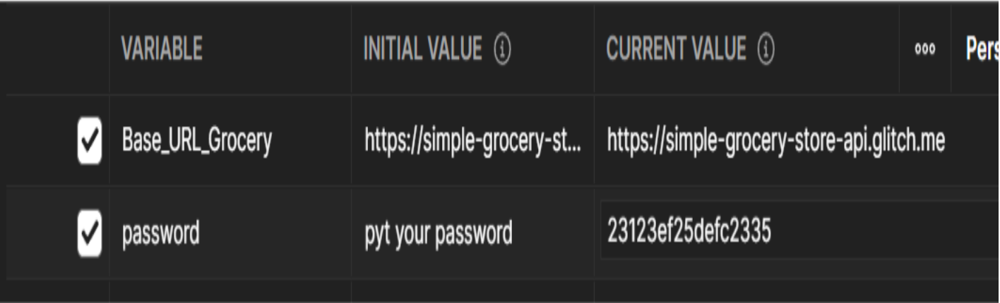 VARIABLE INITIAL VALUE CURRENT VALUE Pers
Base_URL_Grocery https://simple-grocery-st... https://simple-grocery-store-api.glitch.me
password pyt your password 23123ef25defc2335